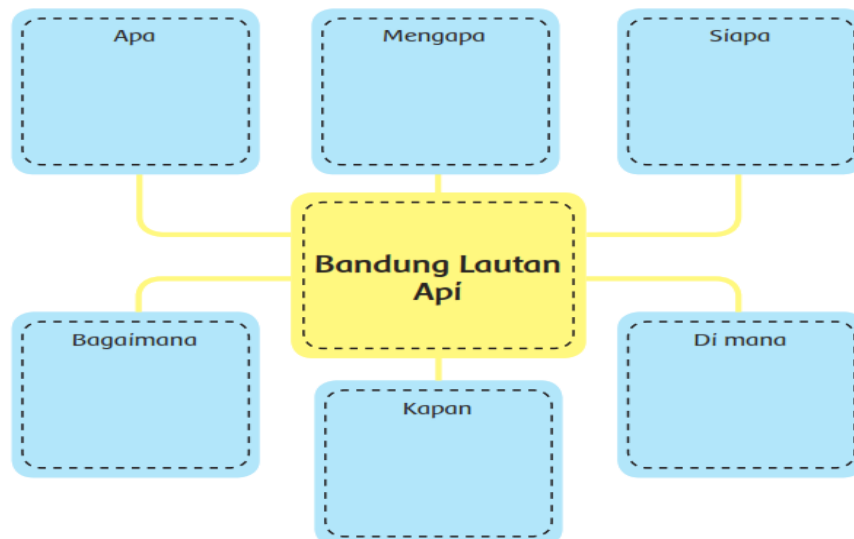 Apa
Mengapa
Siapa
Bandung Lautan
Api
Bagaimana
Di mana
Kapan